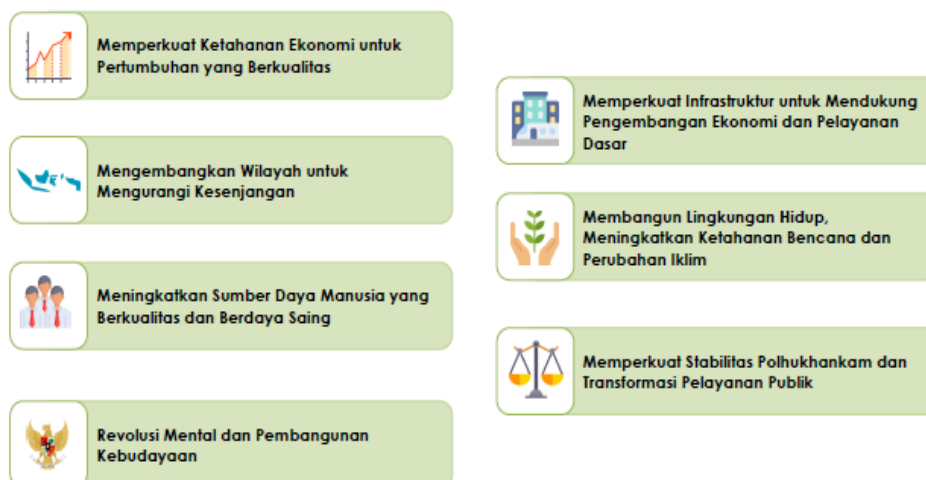 Memperkuat Ketahanan Ekonomi untuk
Pertumbuhan yang Berkualitas
Mengembangkan Wilayah untuk
Mengurangi Kesenjangan
Meningkatkan Sumber Daya Manusia yang
Berkualitas dan Berdaya Saing
Revolusi Mental dan Pembangunan
Kebudayaan
Memperkuat Infrastruktur untuk Mendukung
Pengembangan Ekonomi dan Pelayanan
Dasar
Membangun Lingkungan Hidup,
Meningkatkan Ketahanan Bencana dan
Perubahan Iklim
Memperkuat Stabilitas Polhukhankam dan
Transformasi Pelayanan Publik